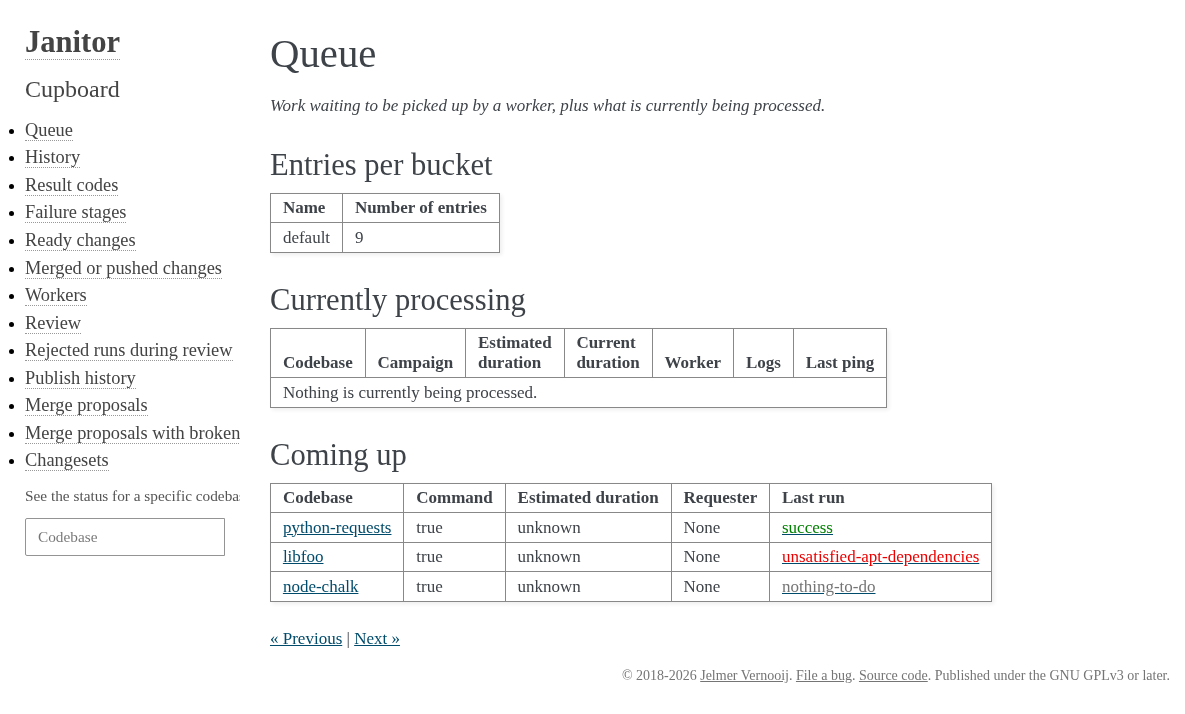 Janitor
Cupboard
Queue
History
Result codes
Failure stages
Ready changes
Merged or pushed changes
Workers
Review
Rejected runs during review
Publish history
Merge proposals
Merge proposals with broken
Changesets
See the status for a specific codeba
Codebase
Queue
Work waiting to be picked up by a worker, plus what is currently being processed.
Entries per bucket
Name Number of entries
default 9
Currently processing
Codebase Campaign Estimated duration Current duration Worker Logs Last ping
Nothing is currently being processed.
Coming up
Codebase Command Estimated duration Requester Last run
python-requests true unknown None success
libfoo true unknown None unsatisfied-apt-dependencies
node-chalk true unknown None nothing-to-do
« Previous | Next »
© 2018-2026 Jelmer Vernooij. File a bug. Source code. Published under the GNU GPLv3 or later.